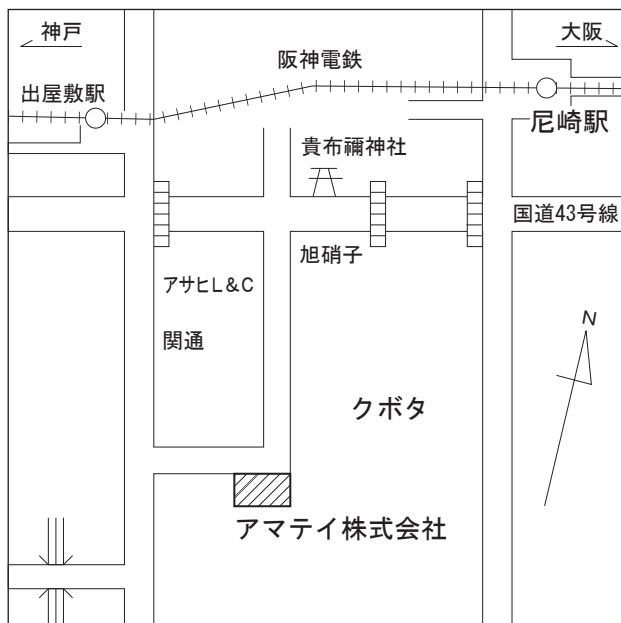 神戸
大阪
阪神電鉄
出屋敷駅
尼崎駅
貴布禰神社
国道43号線
旭硝子
アサヒL&C
関通
N
クボタ
アマテイ株式会社